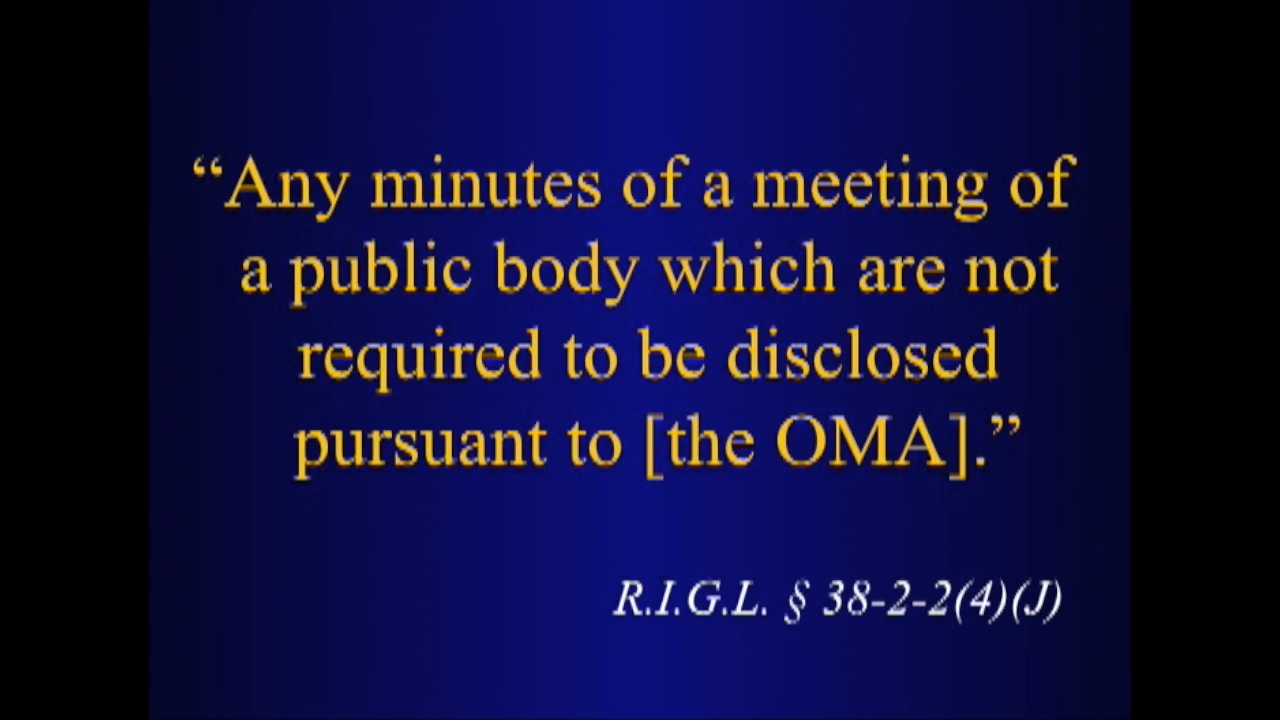 “Any minutes of a meeting of
a public body which are not
required to be disclosed
pursuant to [the OMA].”
R.I.G.L. § 38-2-2(4)(J)